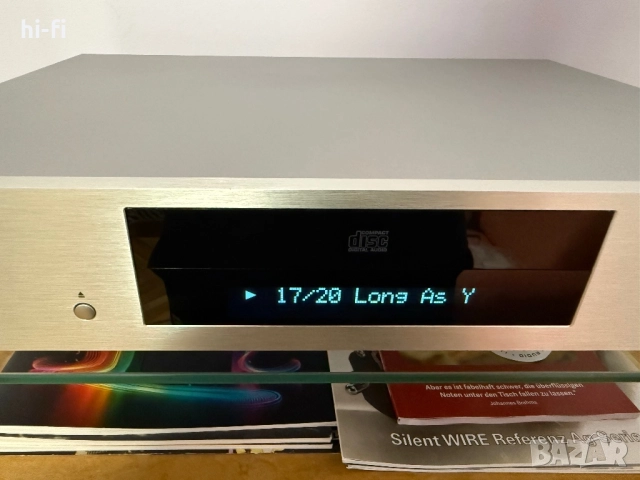 hi-fi
COMPACT
disc
DIGITAL AUDIO
▶ 17/20 Long As Y
Aber es ist fabelhaft schwer, die überflüssigen
Noten unter den Tisch fallen zu lassen."
Johannes Brahms
Silent WIRE Referenz
BAZAR